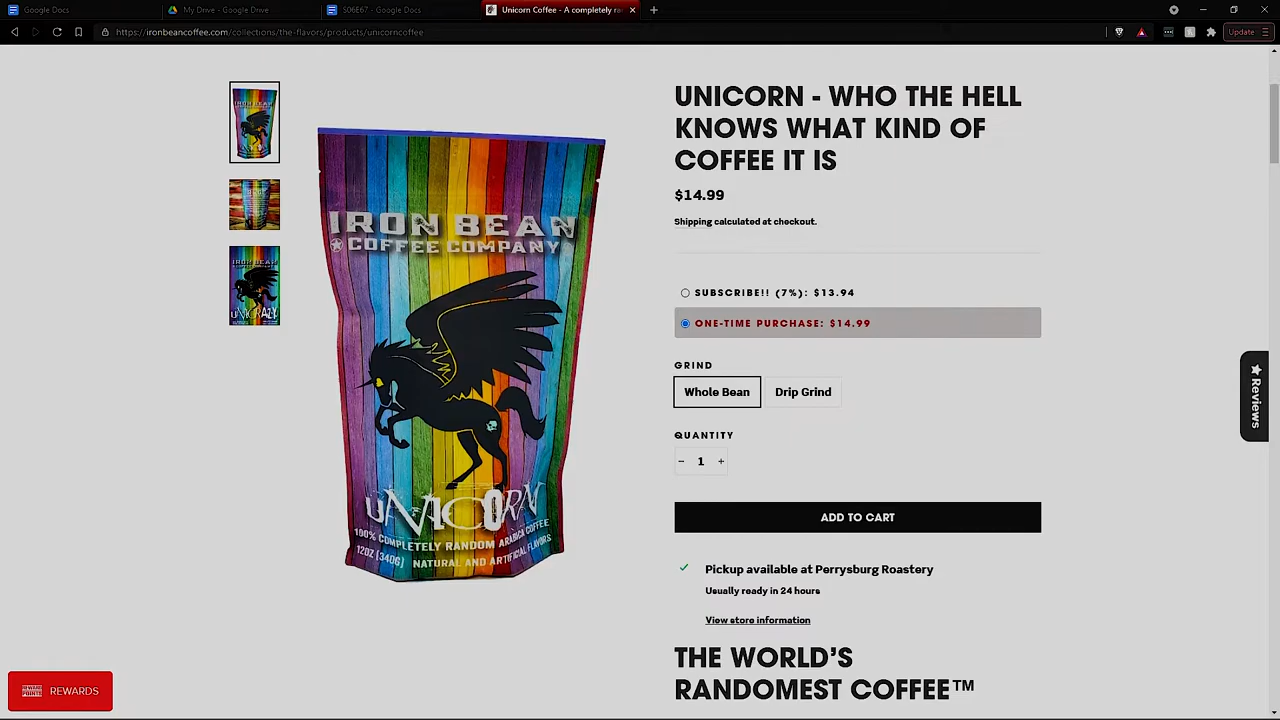 Google Docs
My Drive - Google Drive
S06E67 - Google Docs
Unicorn Coffee - A completely ra
https://ironbeancoffee.com/collections/the-flavors/products/unicorncoffee
Update
UNICORN - WHO THE HELL
KNOWS WHAT KIND OF
COFFEE IT IS
$14.99
Shipping calculated at checkout.
SUBSCRIBE!! (7%): $13.94
ONE-TIME PURCHASE: $14.99
GRIND
Whole Bean
Drip Grind
QUANTITY
− 1 +
ADD TO CART
Pickup available at Perrysburg Roastery
Usually ready in 24 hours
View store information
THE WORLD'S
RANDOMEST COFFEE™
IRON BEAN
COFFEE COMPANY
UNICORN
100% COMPLETELY RANDOM ARABICA COFFEE
12OZ (340G) NATURAL AND ARTIFICIAL FLAVORS
IRON BEAN
Reviews
REWARDS